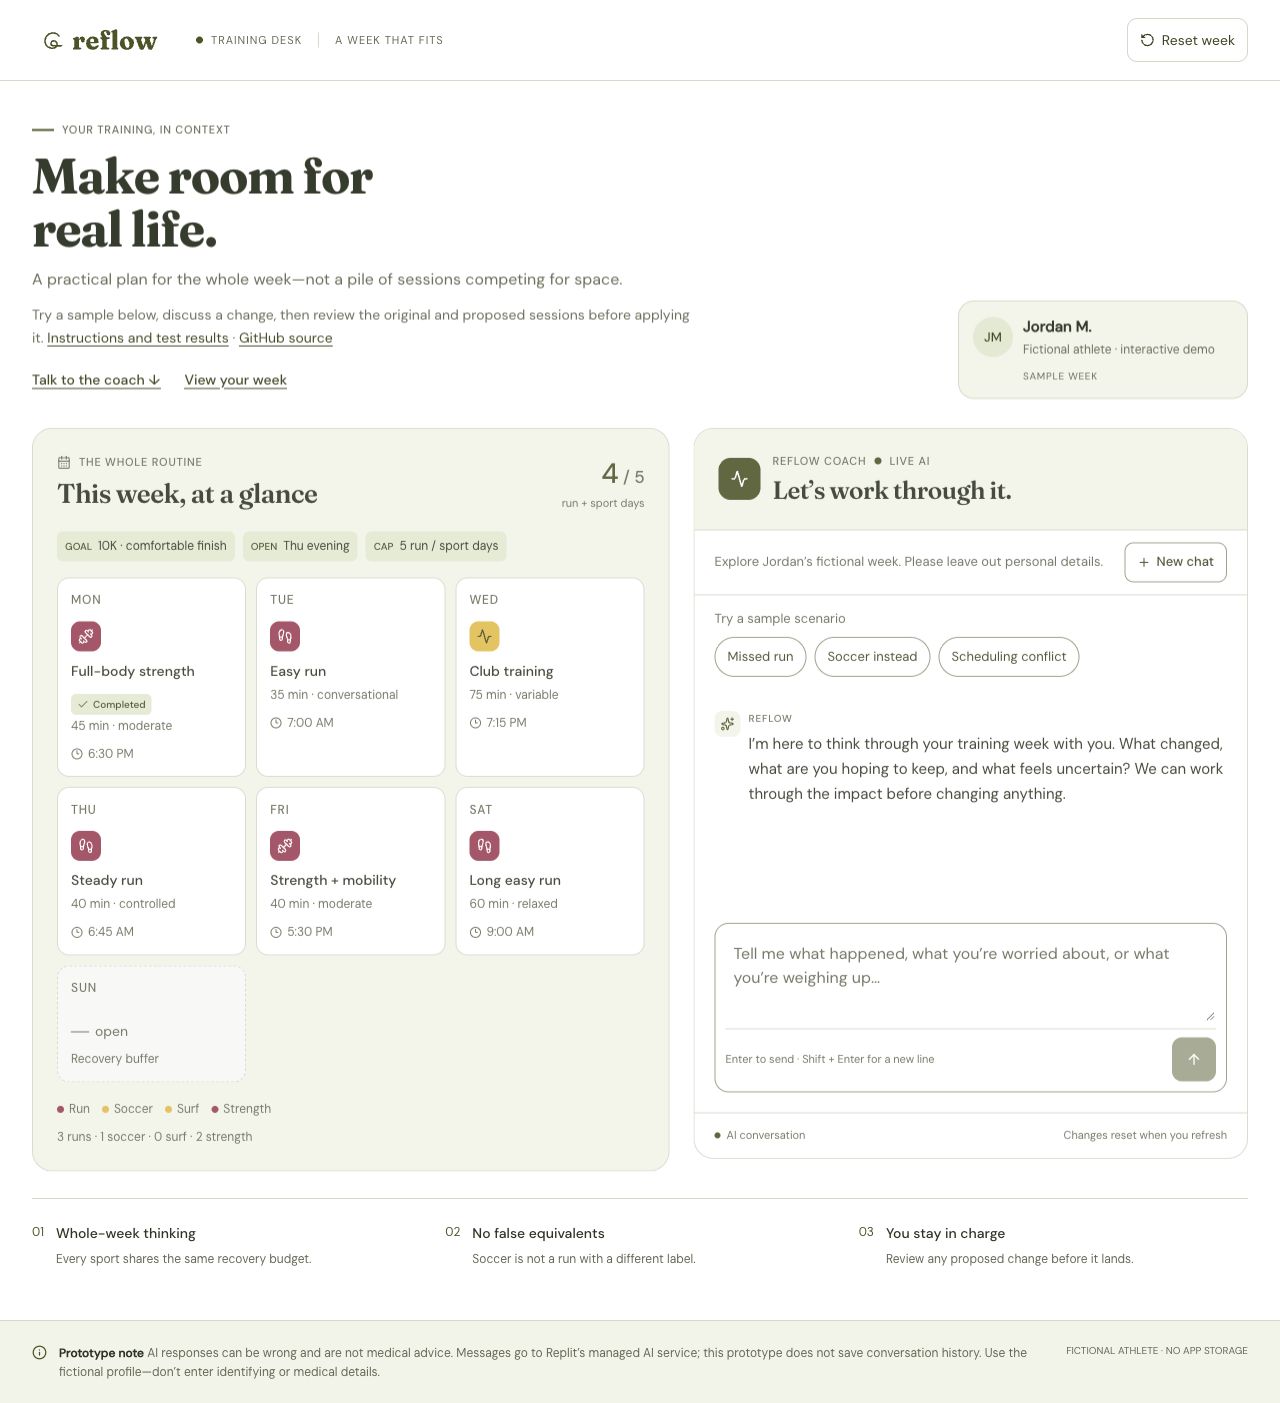 reflow
TRAINING DESK
A WEEK THAT FITS
Reset week
YOUR TRAINING, IN CONTEXT
Make room for
real life.
A practical plan for the whole week—not a pile of sessions competing for space.
Try a sample below, discuss a change, then review the original and proposed sessions before applying
it. Instructions and test results · GitHub source
Talk to the coach ↓ View your week
JM
Jordan M.
Fictional athlete · interactive demo
SAMPLE WEEK
THE WHOLE ROUTINE
This week, at a glance
4 / 5
run + sport days
GOAL 10K · comfortable finish
OPEN Thu evening
CAP 5 run / sport days
MON
Full-body strength
Completed
45 min · moderate
6:30 PM
TUE
Easy run
35 min · conversational
7:00 AM
WED
Club training
75 min · variable
7:15 PM
THU
Steady run
40 min · controlled
6:45 AM
FRI
Strength + mobility
40 min · moderate
5:30 PM
SAT
Long easy run
60 min · relaxed
9:00 AM
SUN
open
Recovery buffer
Run Soccer Surf Strength
3 runs · 1 soccer · 0 surf · 2 strength
REFLOW COACH ● LIVE AI
Let’s work through it.
Explore Jordan’s fictional week. Please leave out personal details.
+ New chat
Try a sample scenario
Missed run
Soccer instead
Scheduling conflict
REFLOW
I’m here to think through your training week with you. What changed,
what are you hoping to keep, and what feels uncertain? We can work
through the impact before changing anything.
Tell me what happened, what you’re worried about, or what
you’re weighing up…
Enter to send · Shift + Enter for a new line
AI conversation
Changes reset when you refresh
01 Whole-week thinking
Every sport shares the same recovery budget.
02 No false equivalents
Soccer is not a run with a different label.
03 You stay in charge
Review any proposed change before it lands.
Prototype note AI responses can be wrong and are not medical advice. Messages go to Replit’s managed AI service; this prototype does not save conversation history. Use the
fictional profile—don’t enter identifying or medical details.
FICTIONAL ATHLETE · NO APP STORAGE